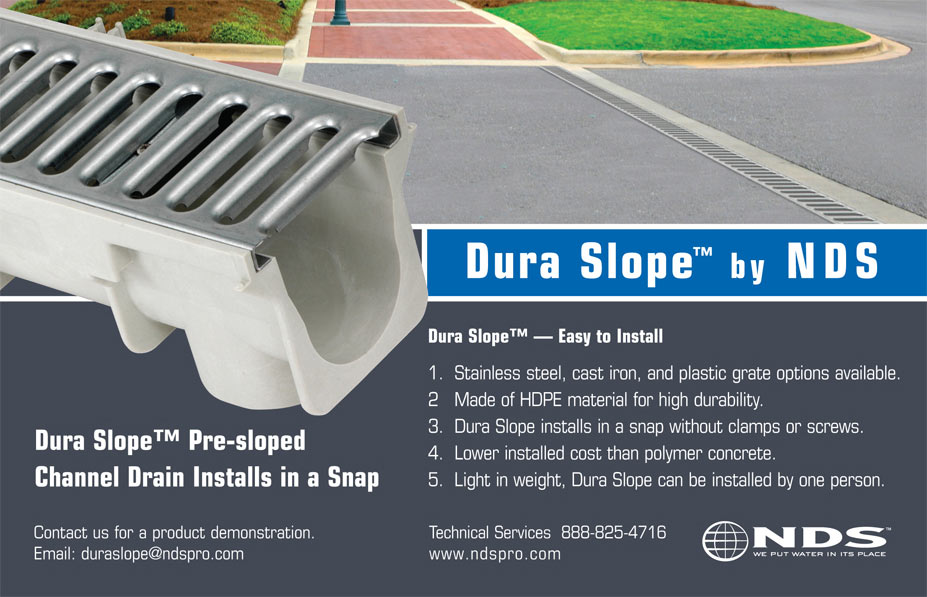 Dura Slope™ by NDS
Dura Slope™ — Easy to Install
1. Stainless steel, cast iron, and plastic grate options available.
2 Made of HDPE material for high durability.
3. Dura Slope installs in a snap without clamps or screws.
4. Lower installed cost than polymer concrete.
5. Light in weight, Dura Slope can be installed by one person.
Dura Slope™ Pre-sloped
Channel Drain Installs in a Snap
Contact us for a product demonstration.
Email: duraslope@ndspro.com
Technical Services 888-825-4716
www.ndspro.com
NDS™
WE PUT WATER IN ITS PLACE